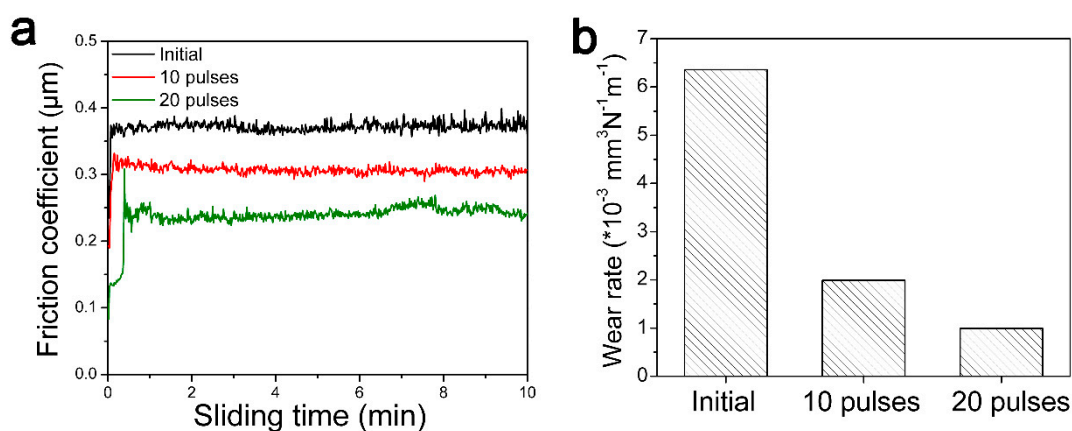 a
0.5
0.4
0.3
0.2
0.1
0.0
Friction coefficient (μm)
Initial
10 pulses
20 pulses
0 2 4 6 8 10
Sliding time (min)
b
7
6
5
4
3
2
1
0
Wear rate (*10⁻³ mm³N⁻¹m⁻¹)
Initial 10 pulses 20 pulses